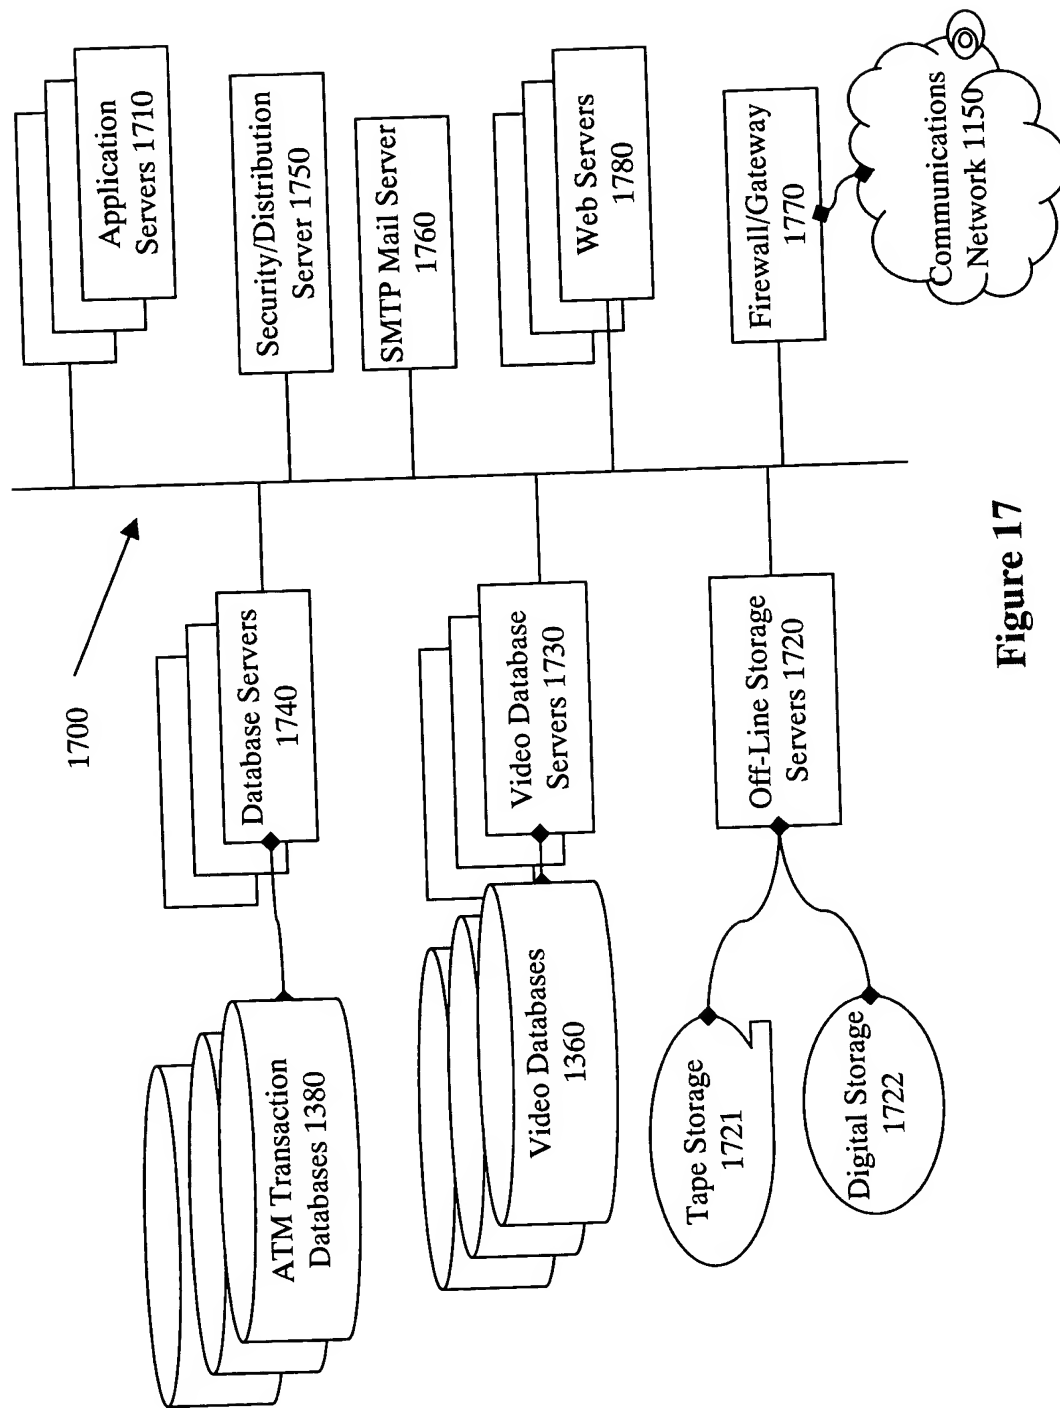 1700
Application
Servers 1710
Security/Distribution
Server 1750
SMTP Mail Server
1760
Web Servers
1780
Firewall/Gateway
1770
Communications
Network 1150
Database Servers
1740
Video Database
Servers 1730
Off-Line Storage
Servers 1720
ATM Transaction
Databases 1380
Video Databases
1360
Tape Storage
1721
Digital Storage
1722
Figure 17